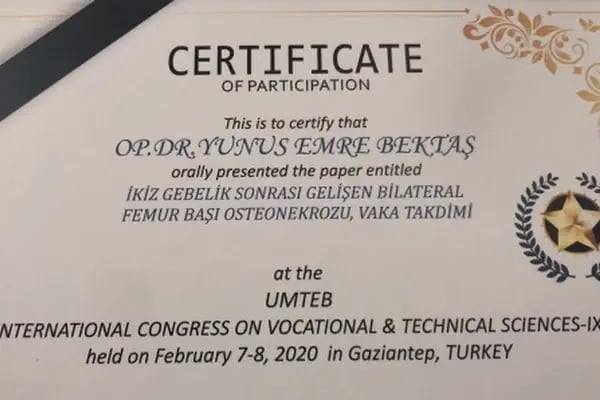 CERTIFICATE
OF PARTICIPATION
This is to certify that
OP.DR.YUNUS EMRE BEKTAŞ
orally presented the paper entitled
İKİZ GEBELİK SONRASI GELİŞEN BILATERAL
FEMUR BAŞI OSTEONEKROZU, VAKA TAKDİMİ
at the
UMTEB
INTERNATIONAL CONGRESS ON VOCATIONAL & TECHNICAL SCIENCES-IX
held on February 7-8, 2020 in Gaziantep, TURKEY